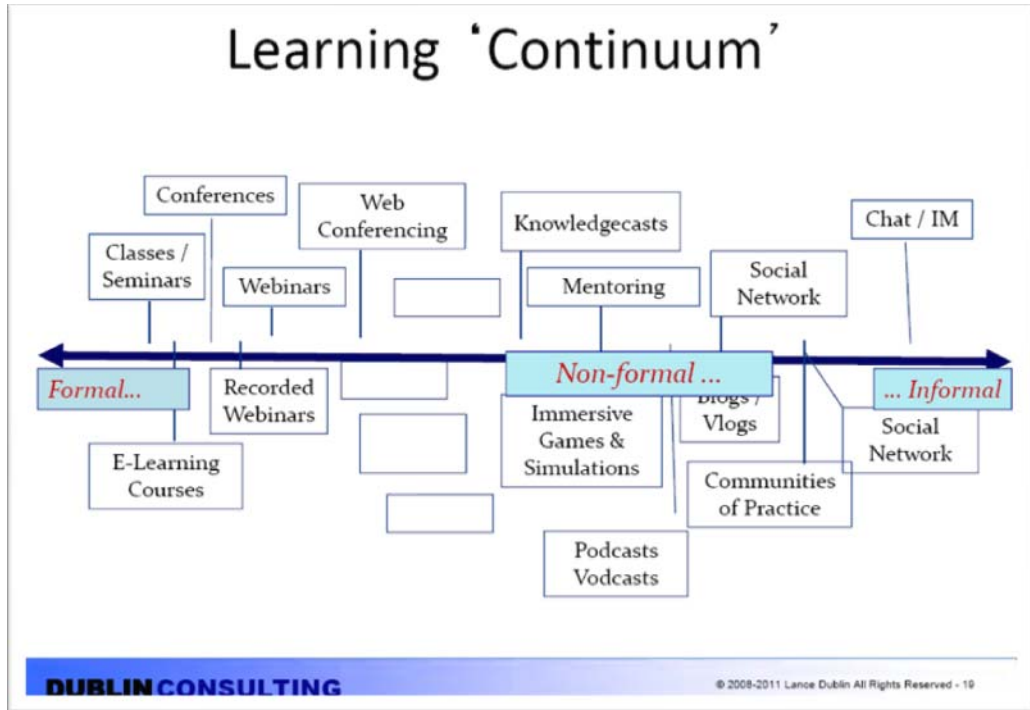 Learning ‘Continuum’
Conferences
Web
Conferencing
Knowledgecasts
Chat / IM
Classes /
Seminars
Webinars
Mentoring
Social
Network
Formal...
Recorded
Webinars
Non-formal ...
... Informal
Immersive
Games &
Simulations
Blogs /
Vlogs
Social
Network
E-Learning
Courses
Communities
of Practice
Podcasts
Vodcasts
DUBLIN CONSULTING
© 2008-2011 Lance Dublin All Rights Reserved - 19